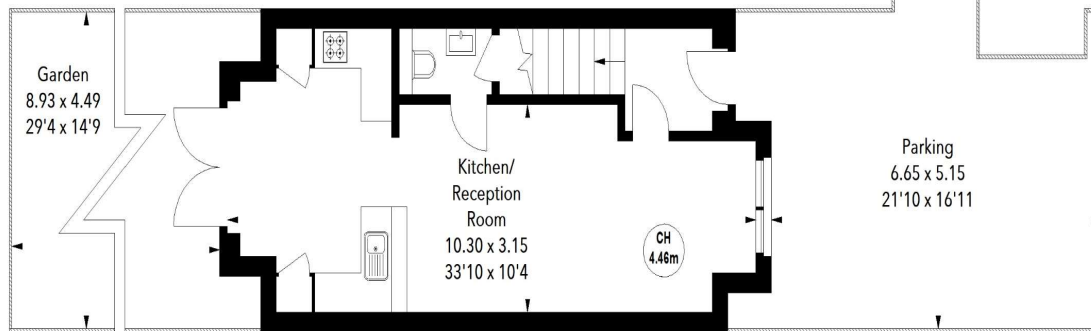 Garden
8.93 x 4.49
29'4 x 14'9
Kitchen/
Reception
Room
10.30 x 3.15
33'10 x 10'4
CH
4.46m
Parking
6.65 x 5.15
21'10 x 16'11